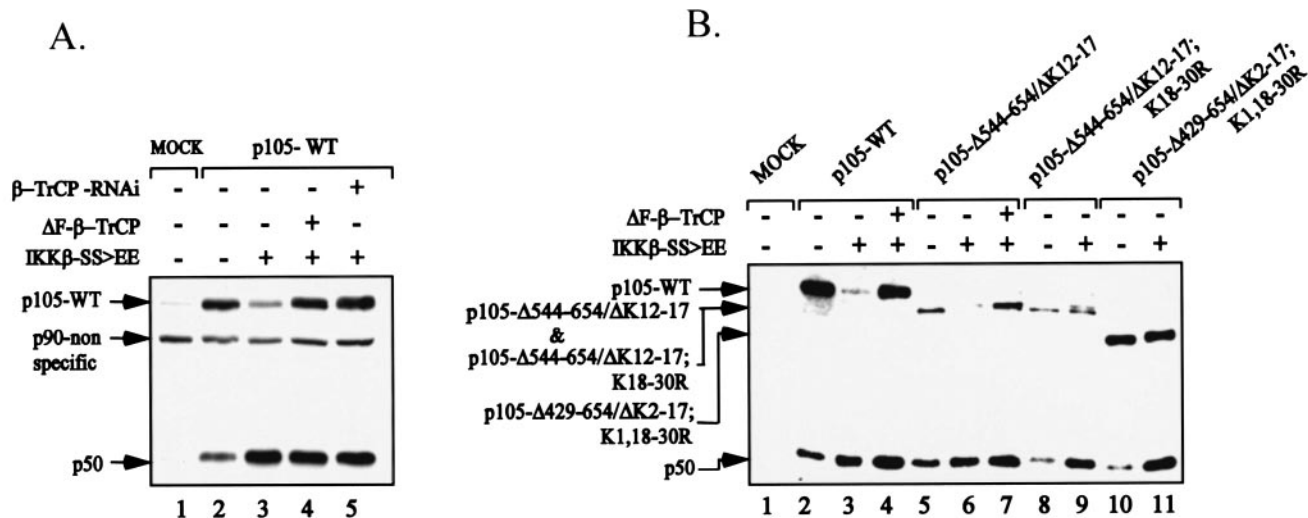 A.
MOCK
p105-WT
β-TrCP-RNAi - - - - +
ΔF-β-TrCP - - - + -
IKKβ-SS>EE - - + + +
p105-WT
p90-non
specific
p50
1 2 3 4 5
B.
MOCK
p105-WT
p105-Δ544-654/ΔK12-17
p105-Δ544-654/ΔK12-17;
K18-30R
p105-Δ429-654/ΔK2-17;
K1,18-30R
ΔF-β-TrCP - - - + - - + - - - -
IKKβ-SS>EE - - + + - + + - + - +
p105-WT
p105-Δ544-654/ΔK12-17
&
p105-Δ544-654/ΔK12-17;
K18-30R
p105-Δ429-654/ΔK2-17;
K1,18-30R
p50
1 2 3 4 5 6 7 8 9 10 11